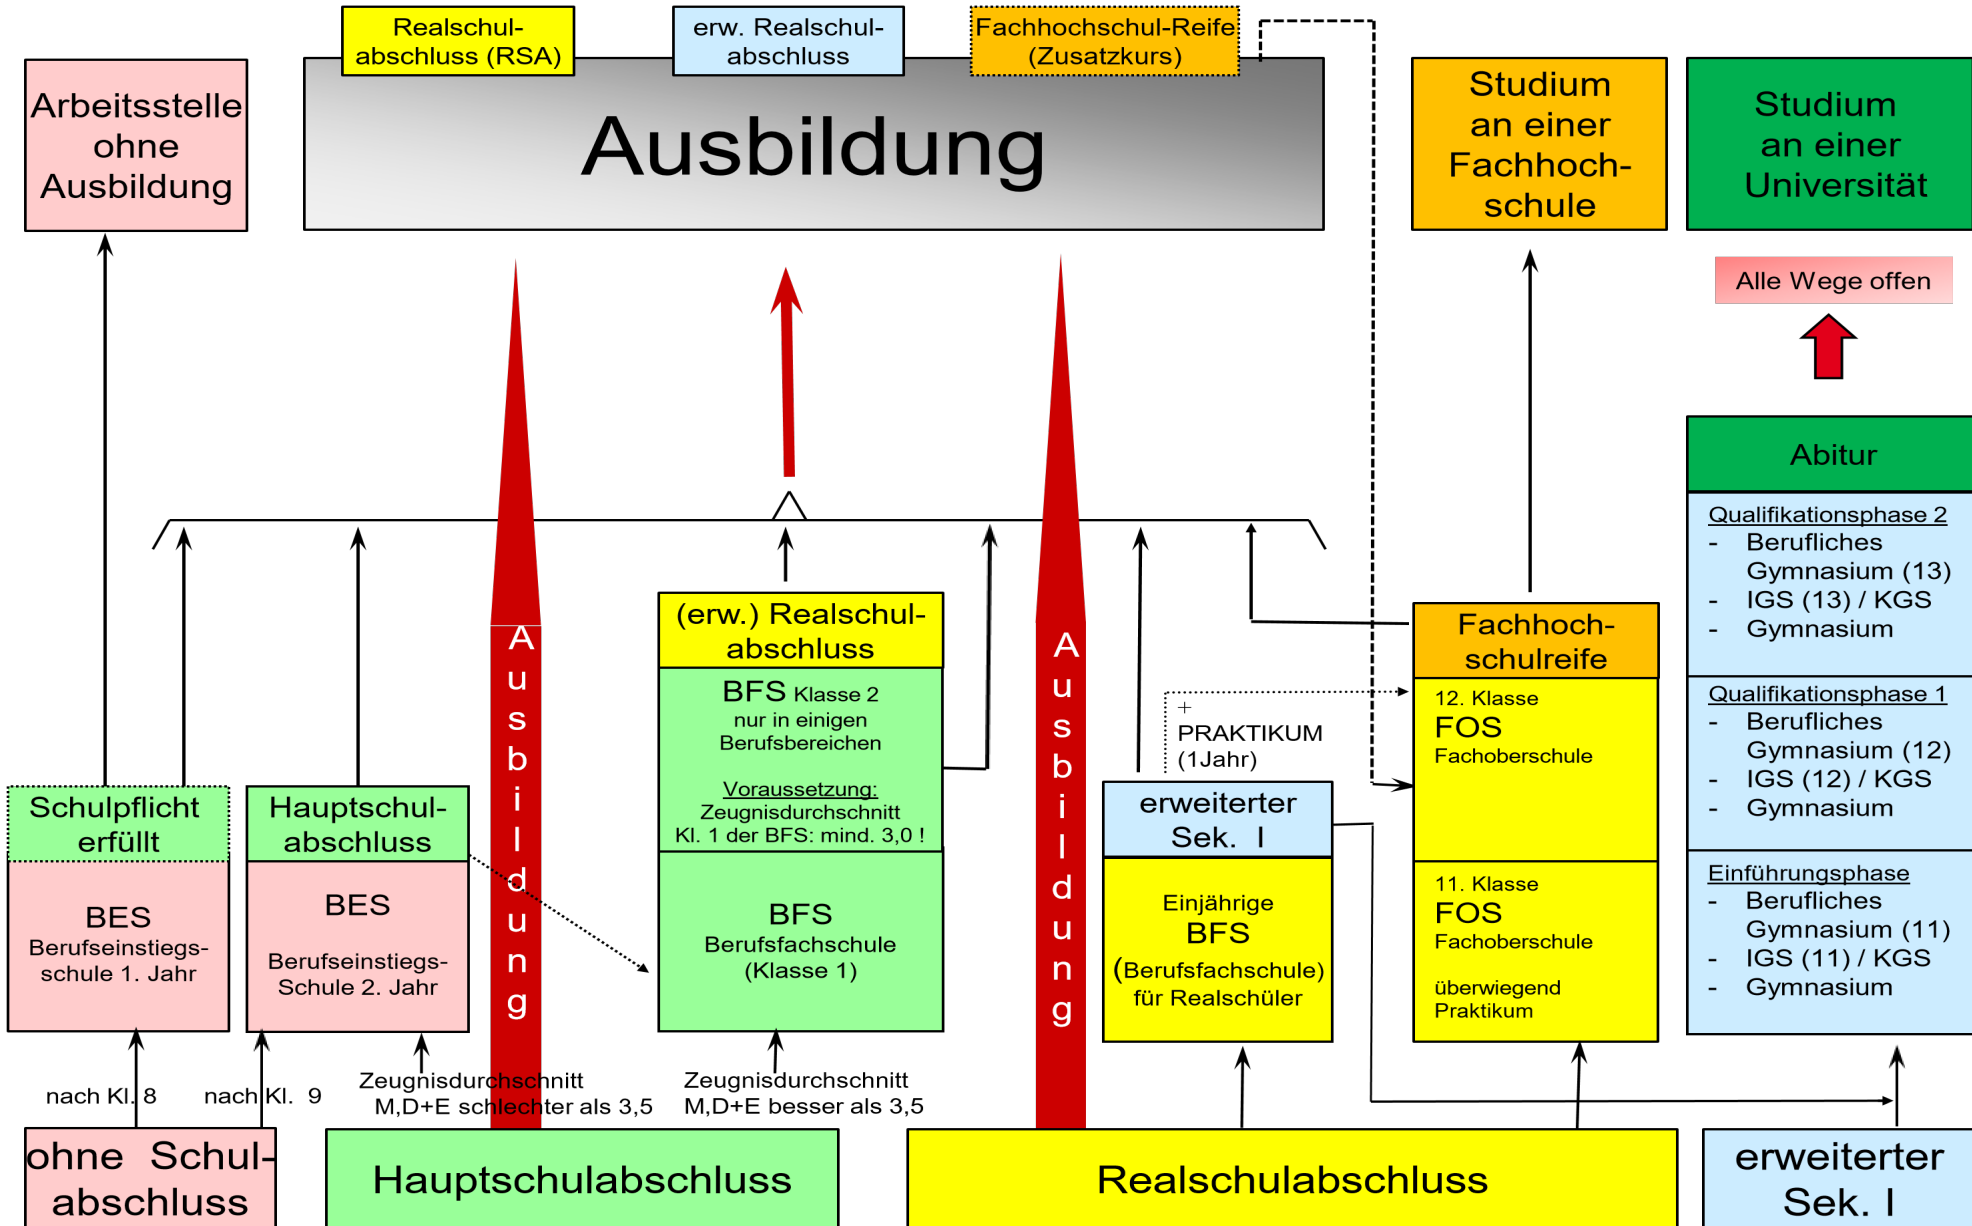 Realschul-
abschluss (RSA)
erw. Realschul-
abschluss
Fachhochschul-Reife
(Zusatzkurs)
Arbeitsstelle
ohne
Ausbildung
Ausbildung
Studium
an einer
Fachhoch-
schule
Studium
an einer
Universität
Alle Wege offen
Abitur
Qualifikationsphase 2
- Berufliches
Gymnasium (13)
- IGS (13) / KGS
- Gymnasium
Qualifikationsphase 1
- Berufliches
Gymnasium (12)
- IGS (12) / KGS
- Gymnasium
Einführungsphase
- Berufliches
Gymnasium (11)
- IGS (11) / KGS
- Gymnasium
Schulpflicht
erfüllt
BES
Berufseinstiegs-
schule 1. Jahr
Hauptschul-
abschluss
BES
Berufseinstiegs-
Schule 2. Jahr
Ausbildung
(erw.) Realschul-
abschluss
BFS Klasse 2
nur in einigen
Berufsbereichen
Voraussetzung:
Zeugnisdurchschnitt
Kl. 1 der BFS: mind. 3,0 !
BFS
Berufsfachschule
(Klasse 1)
Ausbildung
+
PRAKTIKUM
(1Jahr)
erweiterter
Sek. I
Einjährige
BFS
(Berufsfachschule)
für Realschüler
Fachhoch-
schulreife
12. Klasse
FOS
Fachoberschule
11. Klasse
FOS
Fachoberschule
überwiegend
Praktikum
nach Kl. 8
nach Kl. 9
Zeugnisdurchschnitt
M,D+E schlechter als 3,5
Zeugnisdurchschnitt
M,D+E besser als 3,5
ohne Schul-
abschluss
Hauptschulabschluss
Realschulabschluss
erweiterter
Sek. I